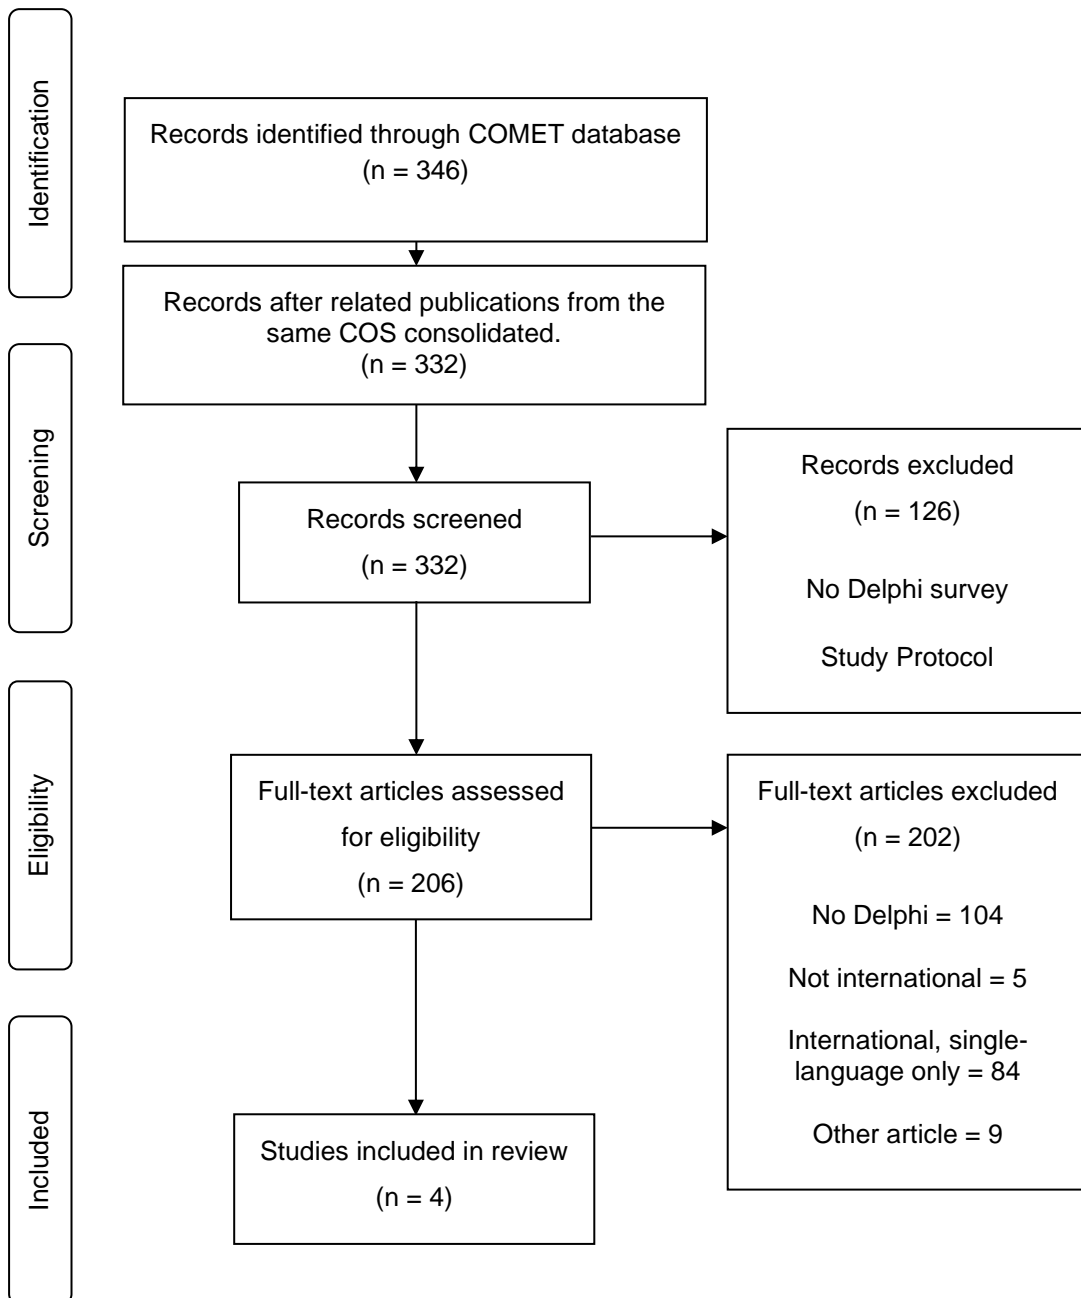 Identification
Records identified through COMET database
(n = 346)
Records after related publications from the
same COS consolidated.
(n = 332)
Screening
Records screened
(n = 332)
Records excluded
(n = 126)
No Delphi survey
Study Protocol
Eligibility
Full-text articles assessed
for eligibility
(n = 206)
Full-text articles excluded
(n = 202)
No Delphi = 104
Not international = 5
International, single-
language only = 84
Other article = 9
Included
Studies included in review
(n = 4)